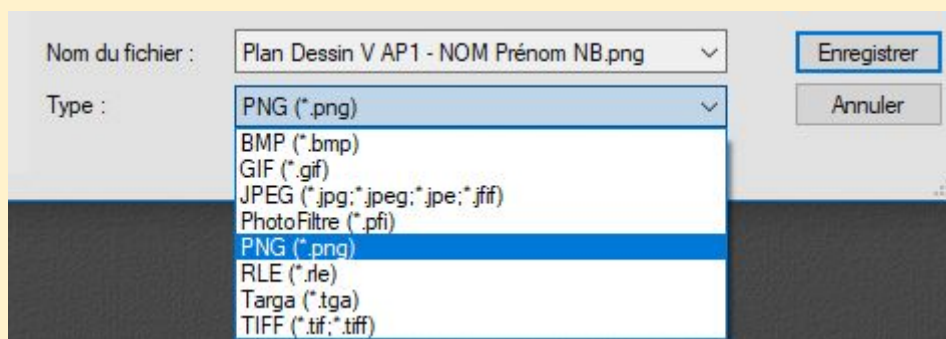 Nom du fichier : Plan Dessin V AP1 - NOM Prénom NB.png Enregistrer
Type : PNG (*.png) Annuler
BMP (*.bmp)
GIF (*.gif)
JPEG (*.jpg;*.jpeg;*.jpe;*.jfif)
PhotoFiltre (*.pfi)
PNG (*.png)
RLE (*.rle)
Targa (*.tga)
TIFF (*.tif;*.tiff)